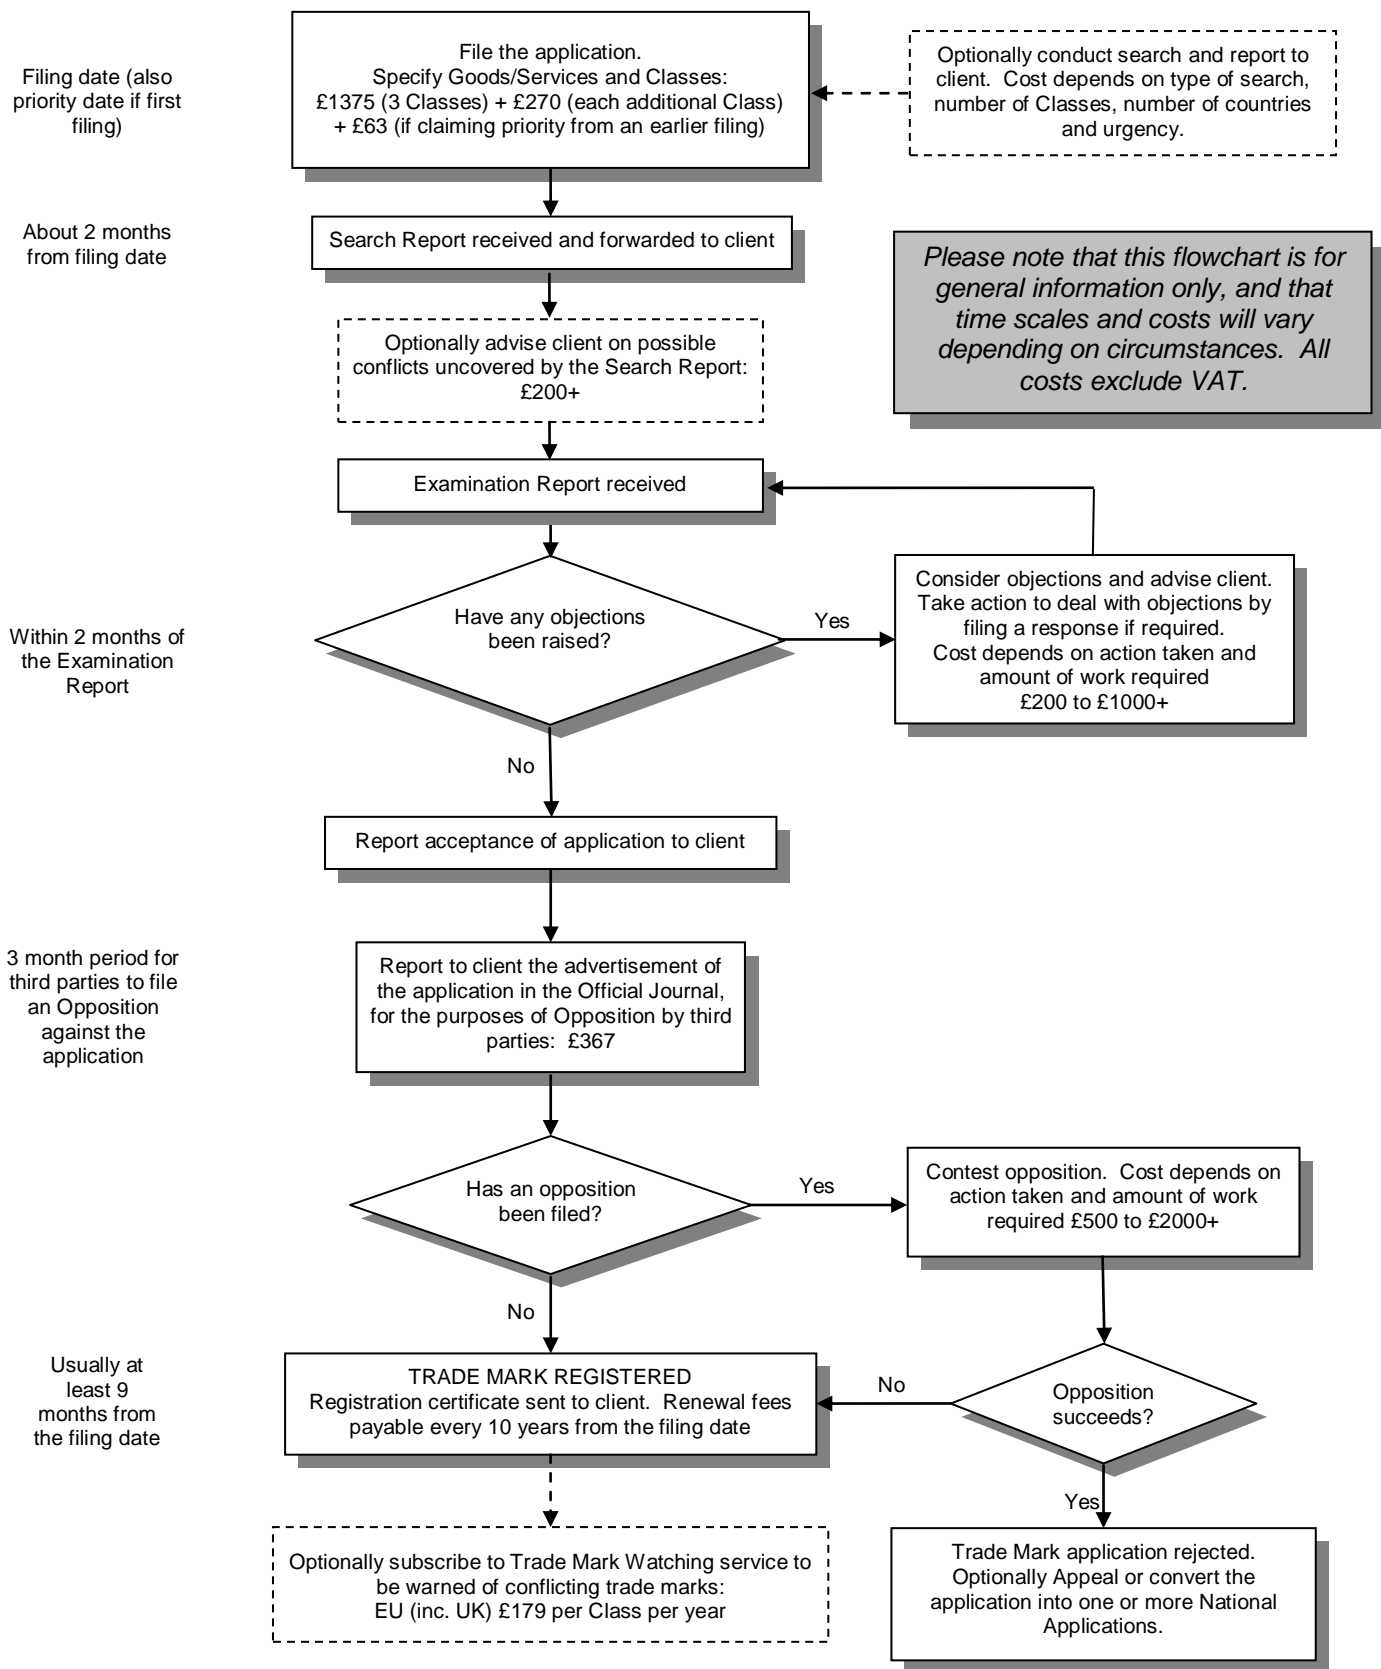 Filing date (also
priority date if first
filing)
File the application.
Specify Goods/Services and Classes:
£1375 (3 Classes) + £270 (each additional Class)
+ £63 (if claiming priority from an earlier filing)
Optionally conduct search and report to
client.  Cost depends on type of search,
number of Classes, number of countries
and urgency.
About 2 months
from filing date
Search Report received and forwarded to client
Please note that this flowchart is for
general information only, and that
time scales and costs will vary
depending on circumstances.  All
costs exclude VAT.
Optionally advise client on possible
conflicts uncovered by the Search Report:
£200+
Examination Report received
Within 2 months of
the Examination
Report
Have any objections
been raised?
Yes
Consider objections and advise client.
Take action to deal with objections by
filing a response if required.
Cost depends on action taken and
amount of work required
£200 to £1000+
No
Report acceptance of application to client
3 month period for
third parties to file
an Opposition
against the
application
Report to client the advertisement of
the application in the Official Journal,
for the purposes of Opposition by third
parties:  £367
Has an opposition
been filed?
Yes
Contest opposition.  Cost depends on
action taken and amount of work
required £500 to £2000+
No
Usually at
least 9
months from
the filing date
TRADE MARK REGISTERED
Registration certificate sent to client.  Renewal fees
payable every 10 years from the filing date
No
Opposition
succeeds?
Yes
Optionally subscribe to Trade Mark Watching service to
be warned of conflicting trade marks:
EU (inc. UK) £179 per Class per year
Trade Mark application rejected.
Optionally Appeal or convert the
application into one or more National
Applications.